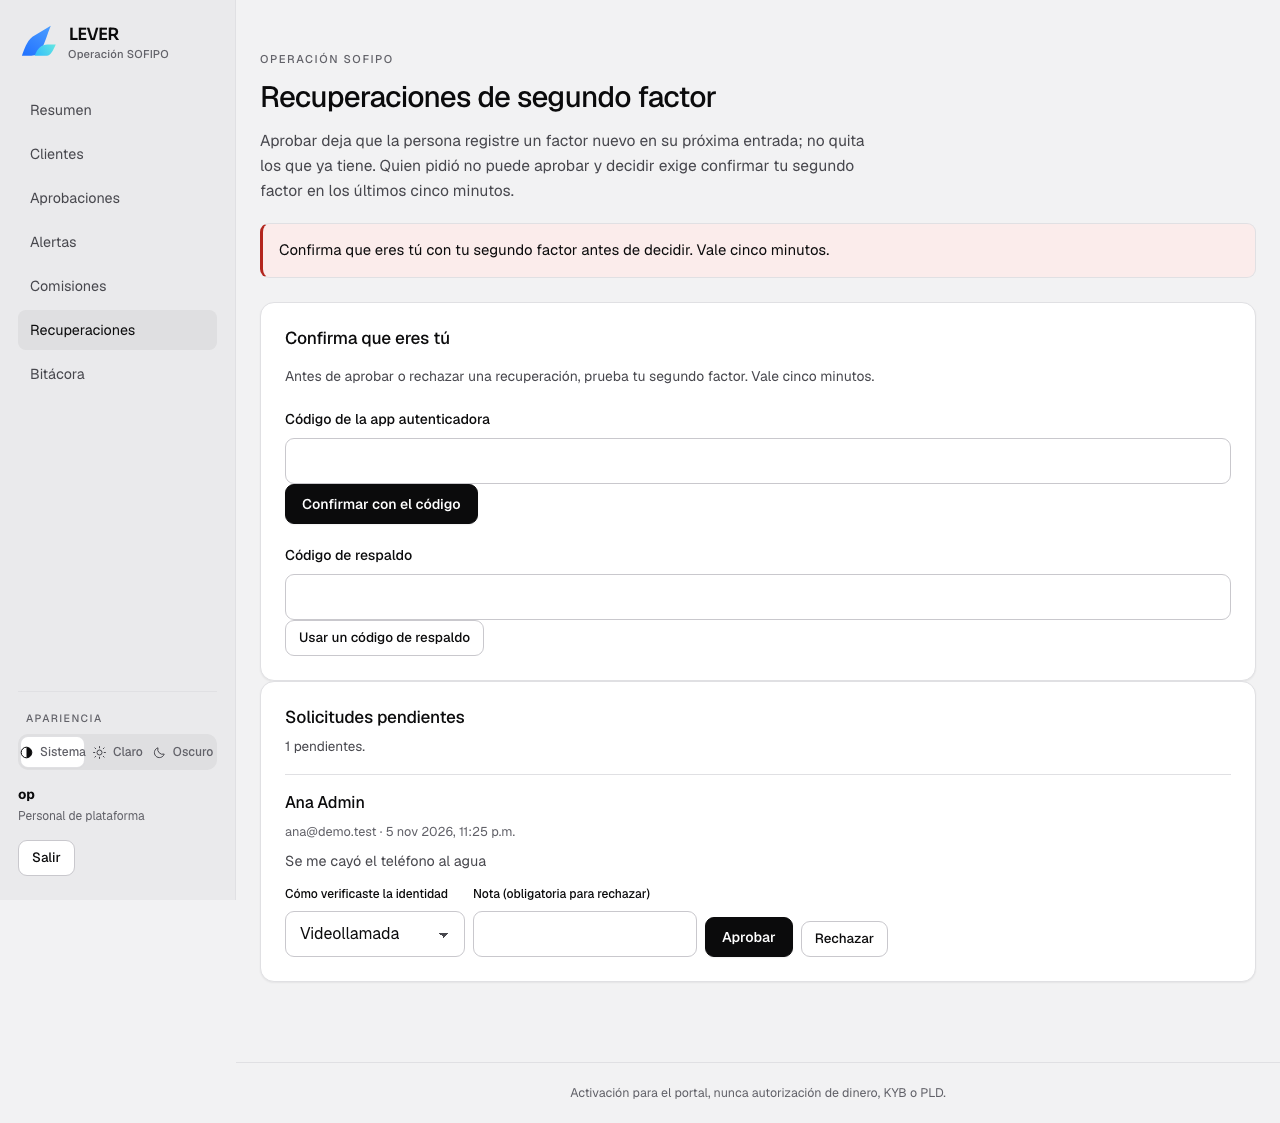 LEVER
Operación SOFIPO
Resumen
Clientes
Aprobaciones
Alertas
Comisiones
Recuperaciones
Bitácora
APARIENCIA
Sistema
Claro
Oscuro
op
Personal de plataforma
Salir
OPERACIÓN SOFIPO
Recuperaciones de segundo factor
Aprobar deja que la persona registre un factor nuevo en su próxima entrada; no quita
los que ya tiene. Quien pidió no puede aprobar y decidir exige confirmar tu segundo
factor en los últimos cinco minutos.
Confirma que eres tú con tu segundo factor antes de decidir. Vale cinco minutos.
Confirma que eres tú
Antes de aprobar o rechazar una recuperación, prueba tu segundo factor. Vale cinco minutos.
Código de la app autenticadora
Confirmar con el código
Código de respaldo
Usar un código de respaldo
Solicitudes pendientes
1 pendientes.
Ana Admin
ana@demo.test · 5 nov 2026, 11:25 p.m.
Se me cayó el teléfono al agua
Cómo verificaste la identidad
Nota (obligatoria para rechazar)
Videollamada
Aprobar
Rechazar
Activación para el portal, nunca autorización de dinero, KYB o PLD.